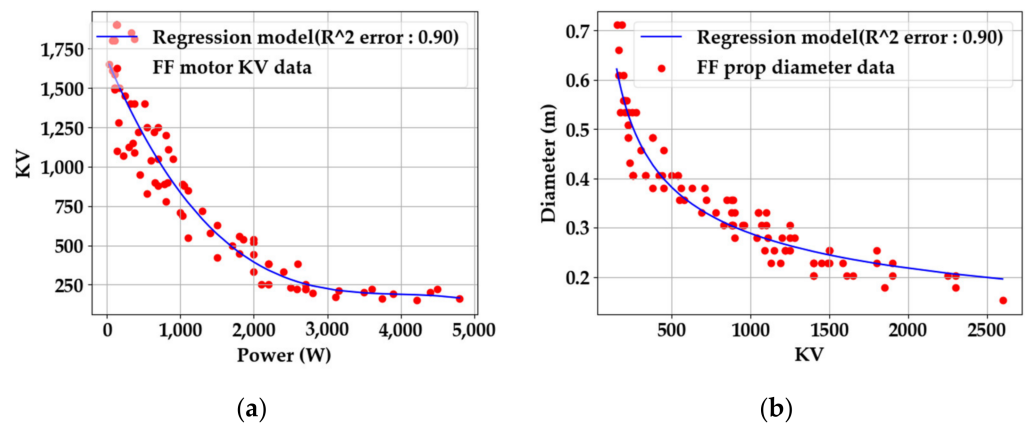 Regression model(R^2 error : 0.90)
FF motor KV data
1,750
1,500
1,250
1,000
750
500
250
KV
0
1,000
2,000
3,000
4,000
5,000
Power (W)
(a)
Regression model(R^2 error : 0.90)
FF prop diameter data
0.7
0.6
0.5
0.4
0.3
0.2
Diameter (m)
500
1000
1500
2000
2500
KV
(b)